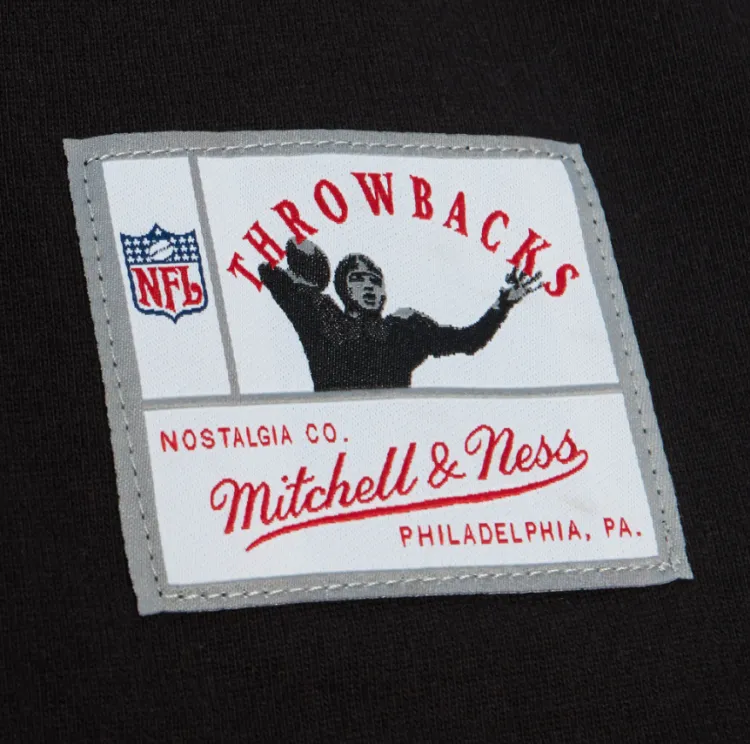 THROWBACKS
NFL
NOSTALGIA CO.
Mitchell & Ness
PHILADELPHIA, PA.